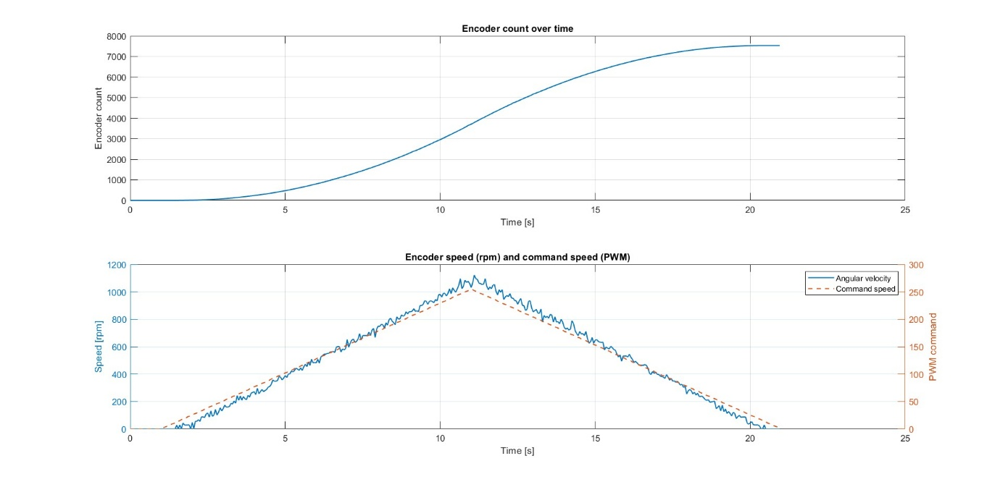 Encoder count over time
8000
7000
6000
5000
4000
3000
2000
1000
0
Encoder count
0 5 10 15 20 25
Time [s]
Encoder speed (rpm) and command speed (PWM)
1200
1000
800
600
400
200
0
Speed [rpm]
300
250
200
150
100
50
0
PWM command
Angular velocity
Command speed
0 5 10 15 20 25
Time [s]